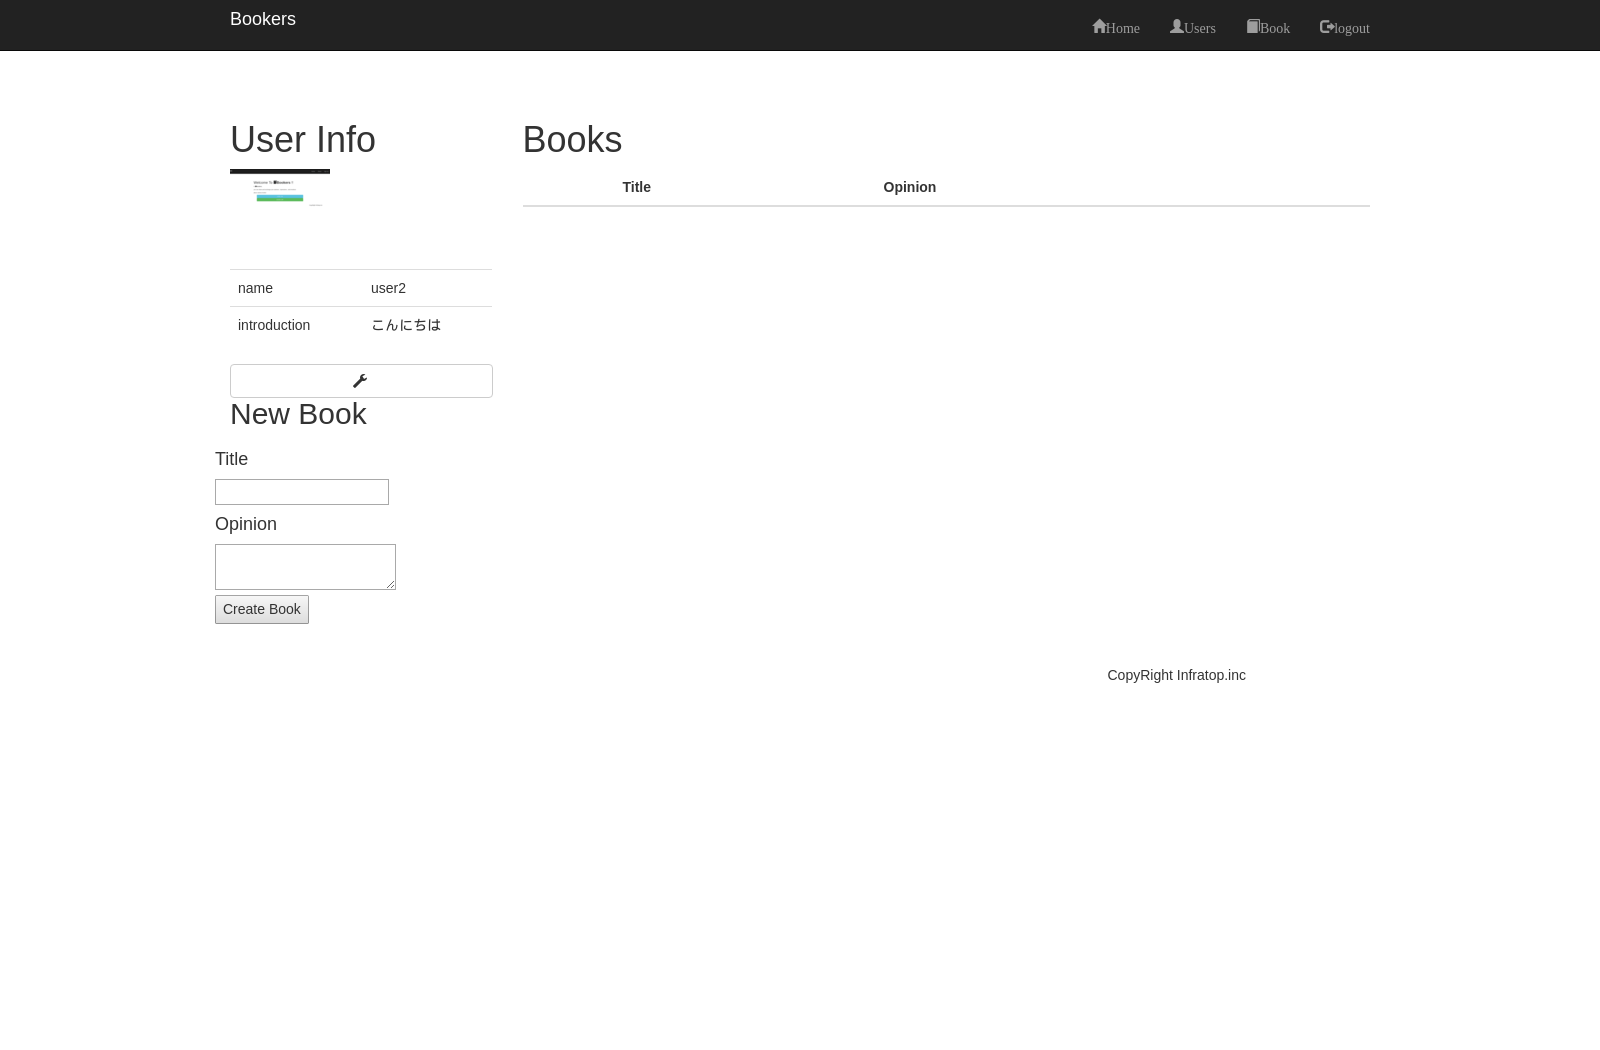 Bookers
Home
Users
Book
logout
User Info
name
user2
introduction
こんにちは
New Book
Title
Opinion
Create Book
Books
Title
Opinion
CopyRight Infratop.inc